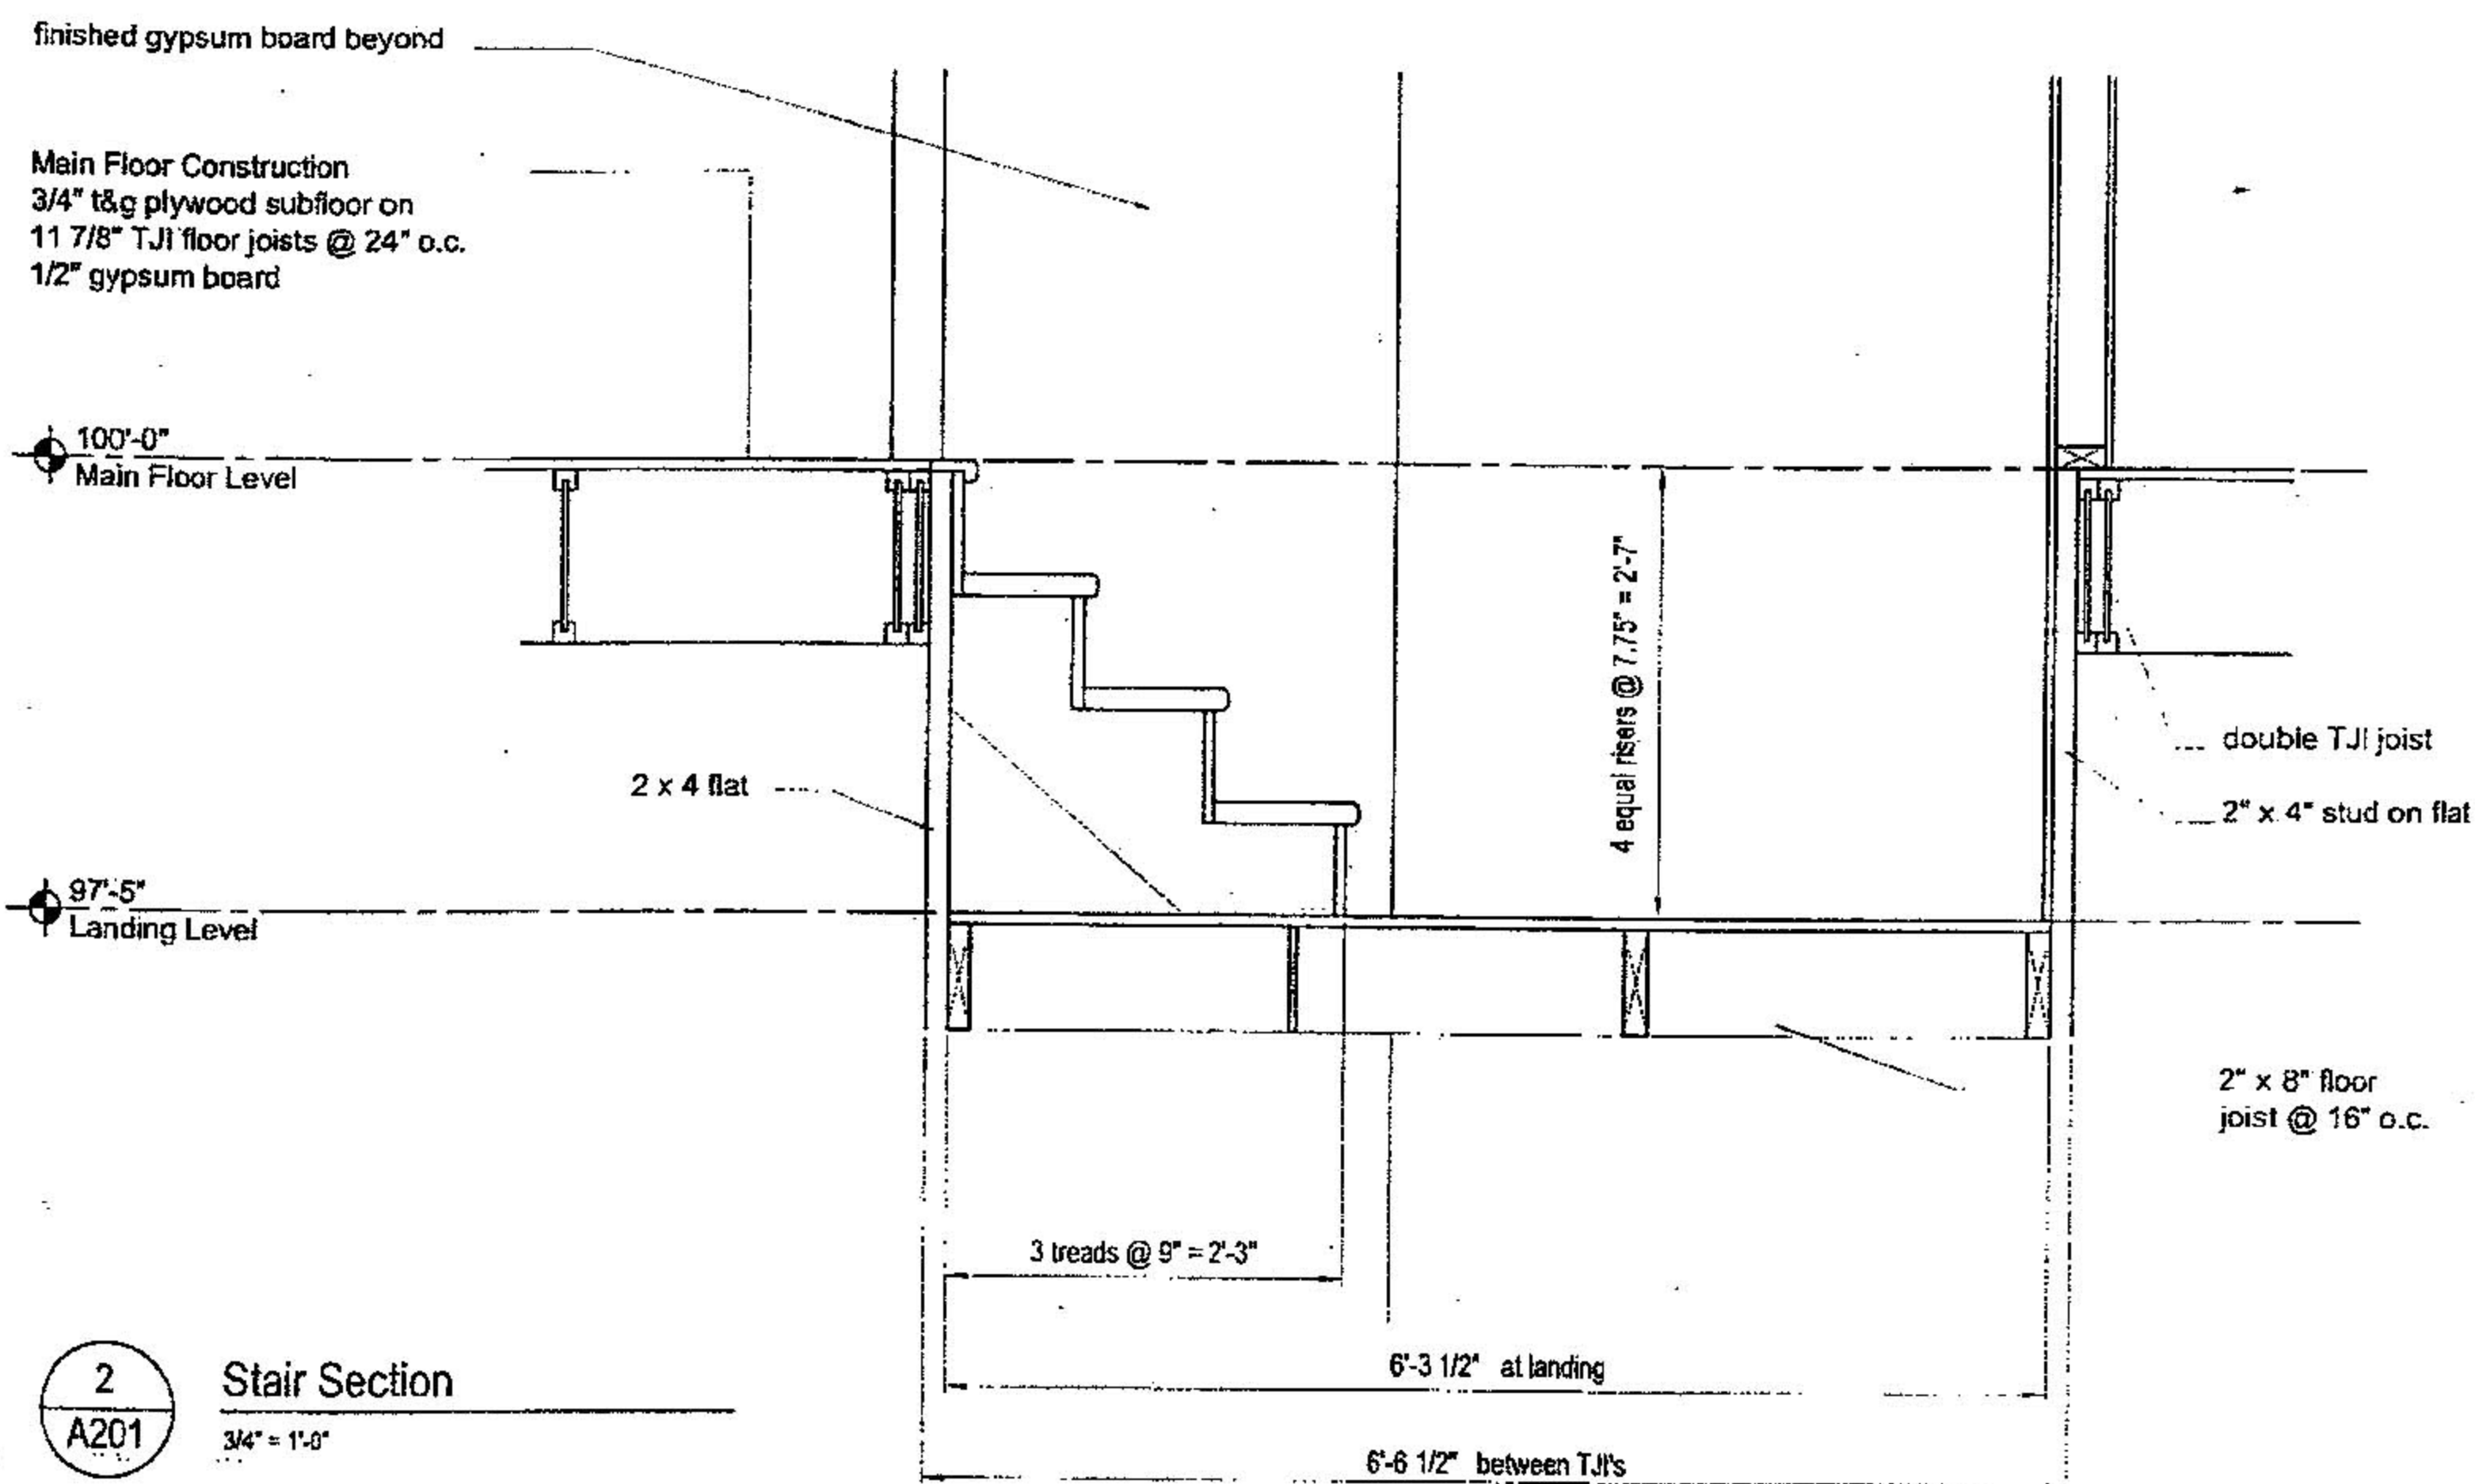 finished gypsum board beyond
Main Floor Construction
3/4" t&g plywood subfloor on
11 7/8" TJI floor joists @ 24" o.c.
1/2" gypsum board
100'-0"
Main Floor Level
4 equal risers @ 7.75" = 2'-7"
double TJI joist
2 x 4 flat
2" x 4" stud on flat
97'-5"
Landing Level
2" x 8" floor
joist @ 16" o.c.
3 treads @ 9" = 2'-3"
6'-3 1/2" at landing
2
A201
Stair Section
3/4" = 1'-0"
6'-6 1/2" between TJI's